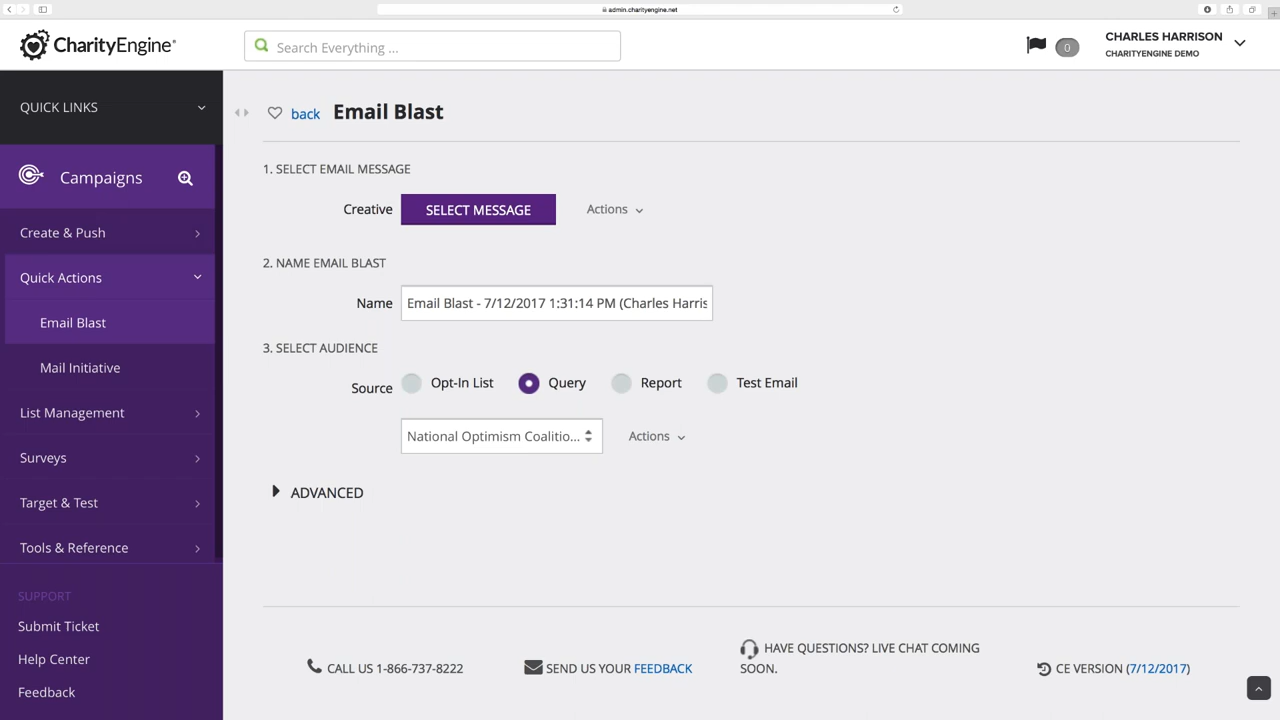 admin.charityengine.net
CharityEngine
Search Everything ...
0
CHARLES HARRISON
CHARITYENGINE DEMO
QUICK LINKS
Campaigns
Create & Push
Quick Actions
Email Blast
Mail Initiative
List Management
Surveys
Target & Test
Tools & Reference
SUPPORT
Submit Ticket
Help Center
Feedback
back Email Blast
1. SELECT EMAIL MESSAGE
Creative SELECT MESSAGE Actions
2. NAME EMAIL BLAST
Name Email Blast - 7/12/2017 1:31:14 PM (Charles Harris
3. SELECT AUDIENCE
Source Opt-In List Query Report Test Email
National Optimism Coalitio... Actions
ADVANCED
CALL US 1-866-737-8222
SEND US YOUR FEEDBACK
HAVE QUESTIONS? LIVE CHAT COMING
SOON.
CE VERSION (7/12/2017)